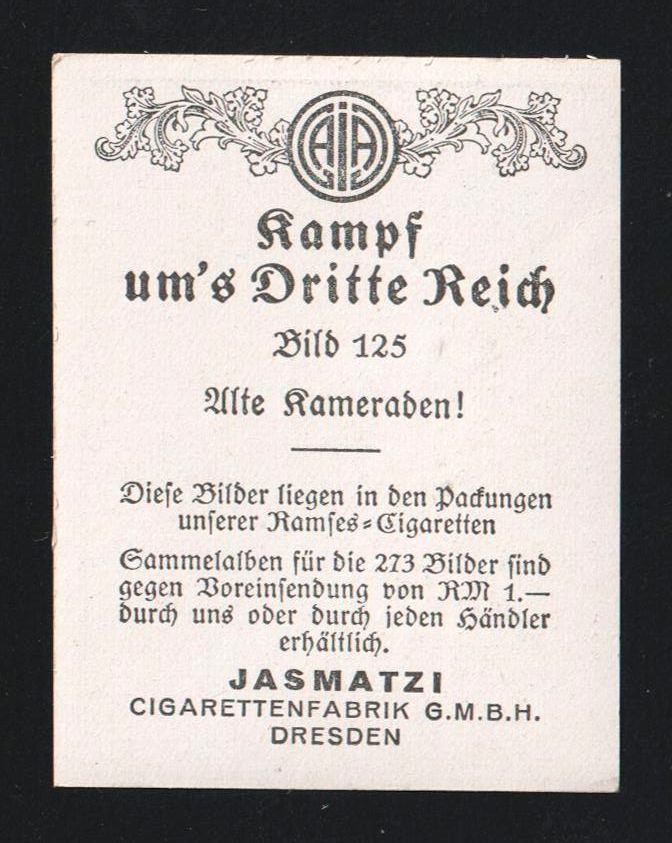 Kampf
um's Dritte Reich
Bild 125
Alte Kameraden!
Diese Bilder liegen in den Packungen
unserer Ramses=Cigaretten
Sammelalben für die 273 Bilder sind
gegen Voreinsendung von RM 1.—
durch uns oder durch jeden Händler
erhältlich.
JASMATZI
CIGARETTENFABRIK G.M.B.H.
DRESDEN